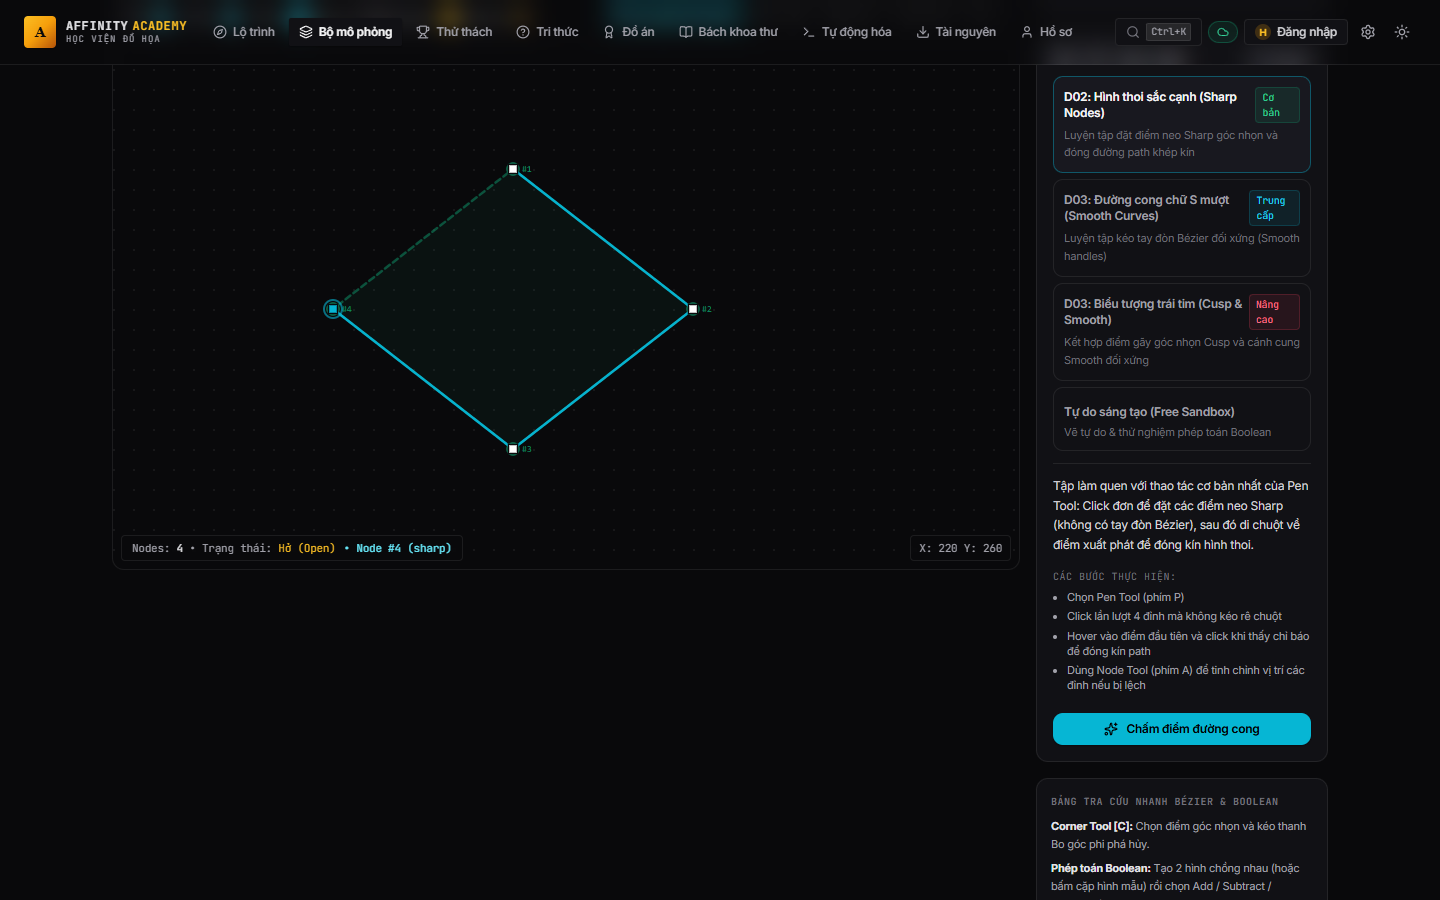 A
AFFINITY ACADEMY
HỌC VIỆN ĐỒ HỌA
Lộ trình
Bộ mô phỏng
Thử thách
Tri thức
Đồ án
Bách khoa thư
Tự động hóa
Tài nguyên
Hồ sơ
Ctrl+K
H
Đăng nhập
#1
#2
#3
#4
Nodes: 4 • Trạng thái: Hở (Open) • Node #4 (sharp)
X: 220 Y: 260
D02: Hình thoi sắc cạnh (Sharp
Nodes)
Cơ
bản
Luyện tập đặt điểm neo Sharp góc nhọn và
đóng đường path khép kín
D03: Đường cong chữ S mượt
(Smooth Curves)
Trung
cấp
Luyện tập kéo tay đòn Bézier đối xứng (Smooth
handles)
D03: Biểu tượng trái tim (Cusp &
Smooth)
Nâng
cao
Kết hợp điểm gãy góc nhọn Cusp và cánh cung
Smooth đối xứng
Tự do sáng tạo (Free Sandbox)
Vẽ tự do & thử nghiệm phép toán Boolean
Tập làm quen với thao tác cơ bản nhất của Pen
Tool: Click đơn để đặt các điểm neo Sharp
(không có tay đòn Bézier), sau đó di chuột về
điểm xuất phát để đóng kín hình thoi.
CÁC BƯỚC THỰC HIỆN:
• Chọn Pen Tool (phím P)
• Click lần lượt 4 đỉnh mà không kéo rê chuột
• Hover vào điểm đầu tiên và click khi thấy chỉ báo
để đóng kín path
• Dùng Node Tool (phím A) để tinh chỉnh vị trí các
đỉnh nếu bị lệch
Chấm điểm đường cong
BẢNG TRA CỨU NHANH BÉZIER & BOOLEAN
Corner Tool [C]: Chọn điểm góc nhọn và kéo thanh
Bo góc phi phá hủy.
Phép toán Boolean: Tạo 2 hình chồng nhau (hoặc
bấm cặp hình mẫu) rồi chọn Add / Subtract /